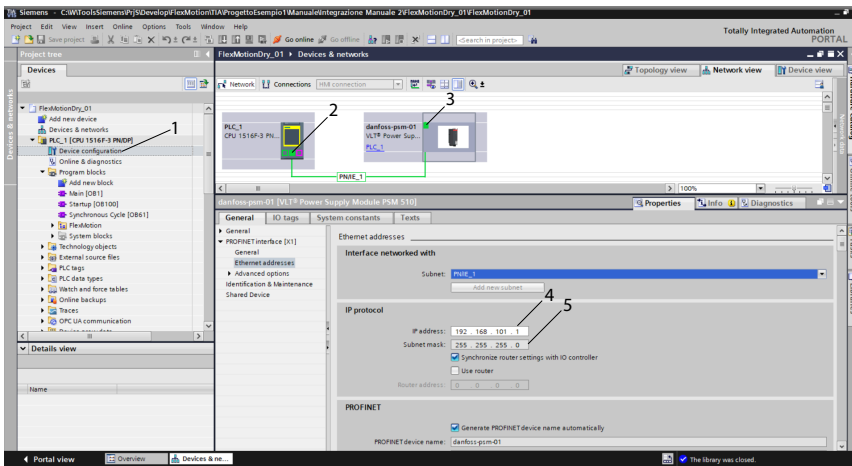 Siemens - C:\WiToolsSiemens\PrjS\Develop\FlexMotion\TIA\ProgettoEsempio1\Manuale\Integrazione Manuale 2\FlexMotionDry_01\FlexMotionDry_01
Project Edit View Insert Online Options Tools Window Help
Totally Integrated Automation
PORTAL
Save project
Go online
Go offline
<Search in project>
Project tree
FlexMotionDry_01 ▸ Devices & networks
Devices
Topology view
Network view
Device view
Network
Connections
HMI connection
Devices & networks
FlexMotionDry_01
Add new device
Devices & networks
PLC_1 [CPU 1516F-3 PN/DP]
Device configuration
Online & diagnostics
Program blocks
Add new block
Main [OB1]
Startup [OB100]
Synchronous Cycle [OB61]
FlexMotion
System blocks
Technology objects
External source files
PLC tags
PLC data types
Watch and force tables
Online backups
Traces
OPC UA communication
1
2
3
PLC_1
CPU 1516F-3 PN...
danfoss-psm-01
VLT® Power Sup...
PLC_1
PN/IE_1
100%
danfoss-psm-01 [VLT® Power Supply Module PSM 510]
Properties
Info
Diagnostics
General
IO tags
System constants
Texts
General
PROFINET interface [X1]
General
Ethernet addresses
Advanced options
Identification & Maintenance
Shared Device
Ethernet addresses
Interface networked with
Subnet: PN/IE_1
Add new subnet
4
5
IP protocol
IP address: 192 . 168 . 101 . 1
Subnet mask: 255 . 255 . 255 . 0
Synchronize router settings with IO controller
Use router
Router address: 0 . 0 . 0 . 0
PROFINET
Generate PROFINET device name automatically
PROFINET device name: danfoss-psm-01
Details view
Name
Portal view
Overview
Devices & ne...
The library was closed.